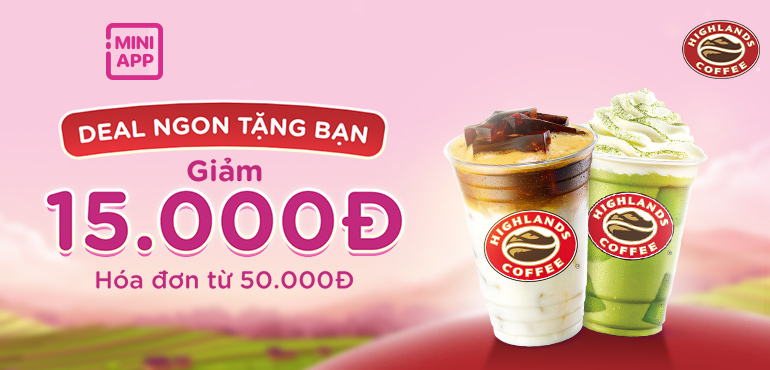 MINI
APP
HIGHLANDS
COFFEE
DEAL NGON TẶNG BẠN
Giảm
15.000Đ
Hóa đơn từ 50.000Đ
HIGHLANDS
COFFEE
HIGHLANDS
COFFEE